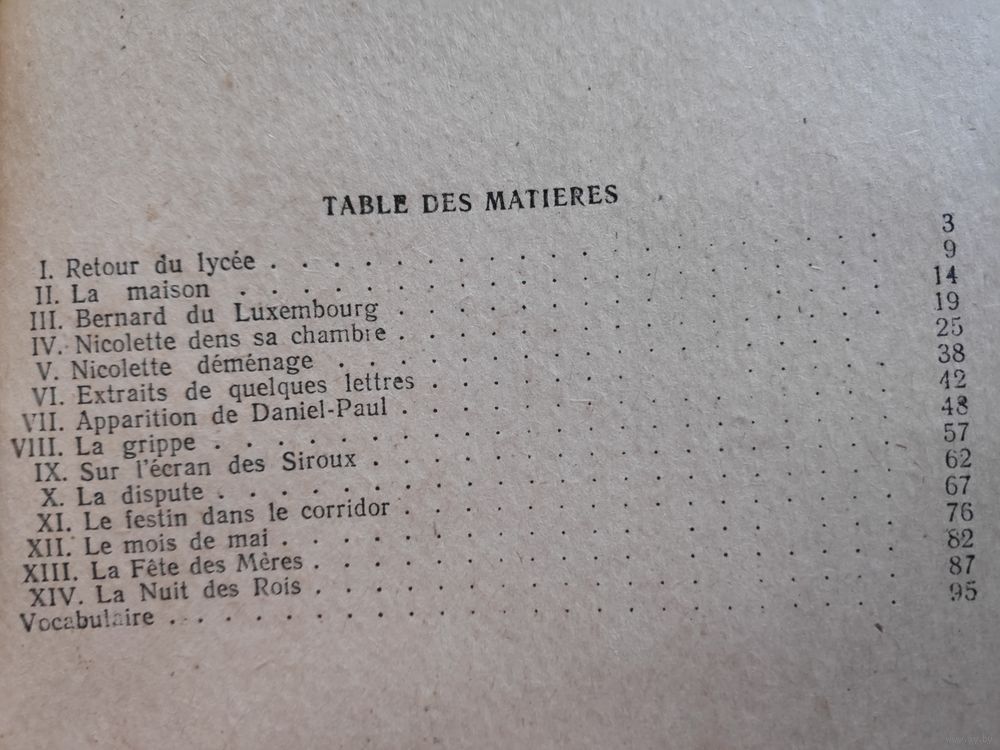 TABLE DES MATIERES
I. Retour du lycée . . . . . . . . . . . . . . . . . . 3
II. La maison . . . . . . . . . . . . . . . . . . 9
III. Bernard du Luxembourg . . . . . . . . . . . . . . 14
IV. Nicolette dens sa chambre . . . . . . . . . . . . . . 19
V. Nicolette déménage . . . . . . . . . . . . . . . . 25
VI. Extraits de quelques lettres . . . . . . . . . . . . . 38
VII. Apparition de Daniel-Paul . . . . . . . . . . . . . . 42
VIII. La grippe . . . . . . . . . . . . . . . . . . . 48
IX. Sur l'écran des Siroux . . . . . . . . . . . . . . . 57
X. La dispute . . . . . . . . . . . . . . . . . . . 62
XI. Le festin dans le corridor . . . . . . . . . . . . . . 67
XII. Le mois de mai . . . . . . . . . . . . . . . . . 76
XIII. La Fête des Mères . . . . . . . . . . . . . . . . 82
XIV. La Nuit des Rois . . . . . . . . . . . . . . . . 87
Vocabulaire . . . . . . . . . . . . . . . . . . . . 95